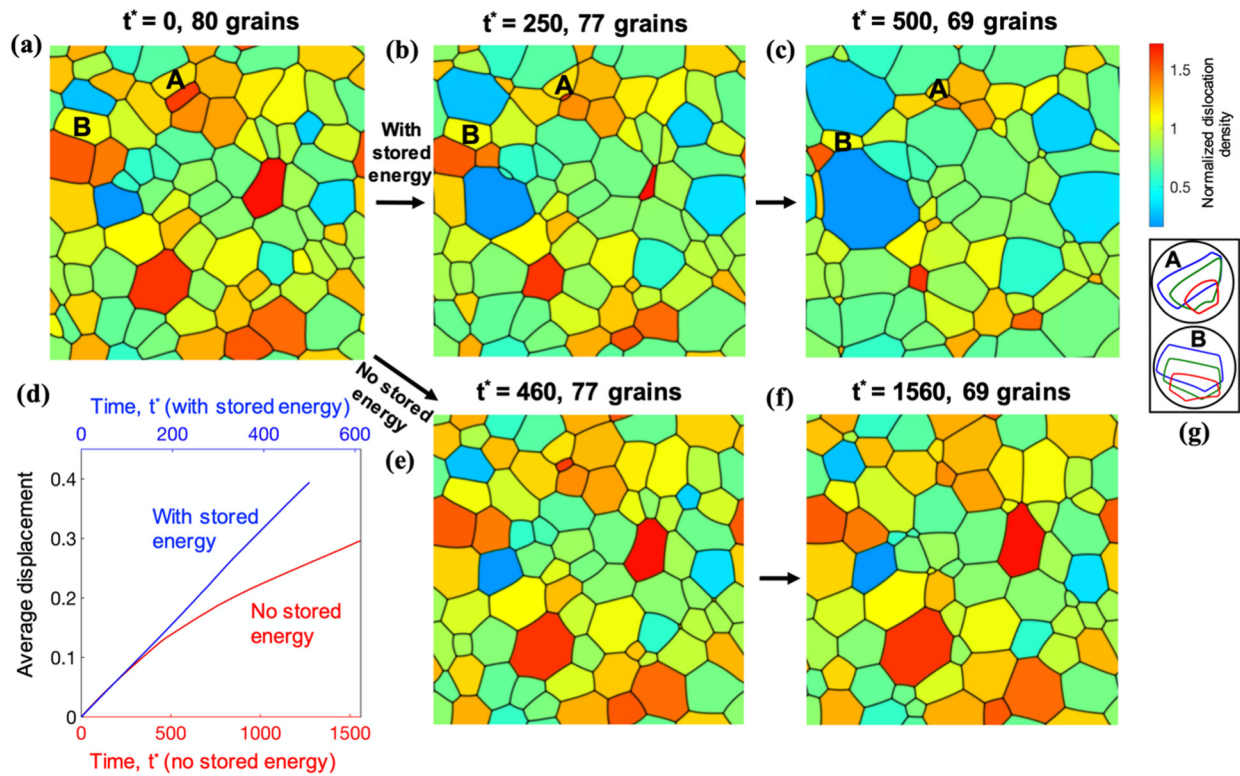 t* = 0, 80 grains
t* = 250, 77 grains
t* = 500, 69 grains
(a)
(b)
(c)
A
B
With
stored
energy
A
B
A
B
1.5
1
0.5
Normalized dislocation
density
A
B
(g)
No stored
energy
(d)
Time, t* (with stored energy)
0 200 400 600
Average displacement
0.4
0.3
0.2
0.1
0
With stored
energy
No stored
energy
0 500 1000 1500
Time, t* (no stored energy)
t* = 460, 77 grains
t* = 1560, 69 grains
(e)
(f)